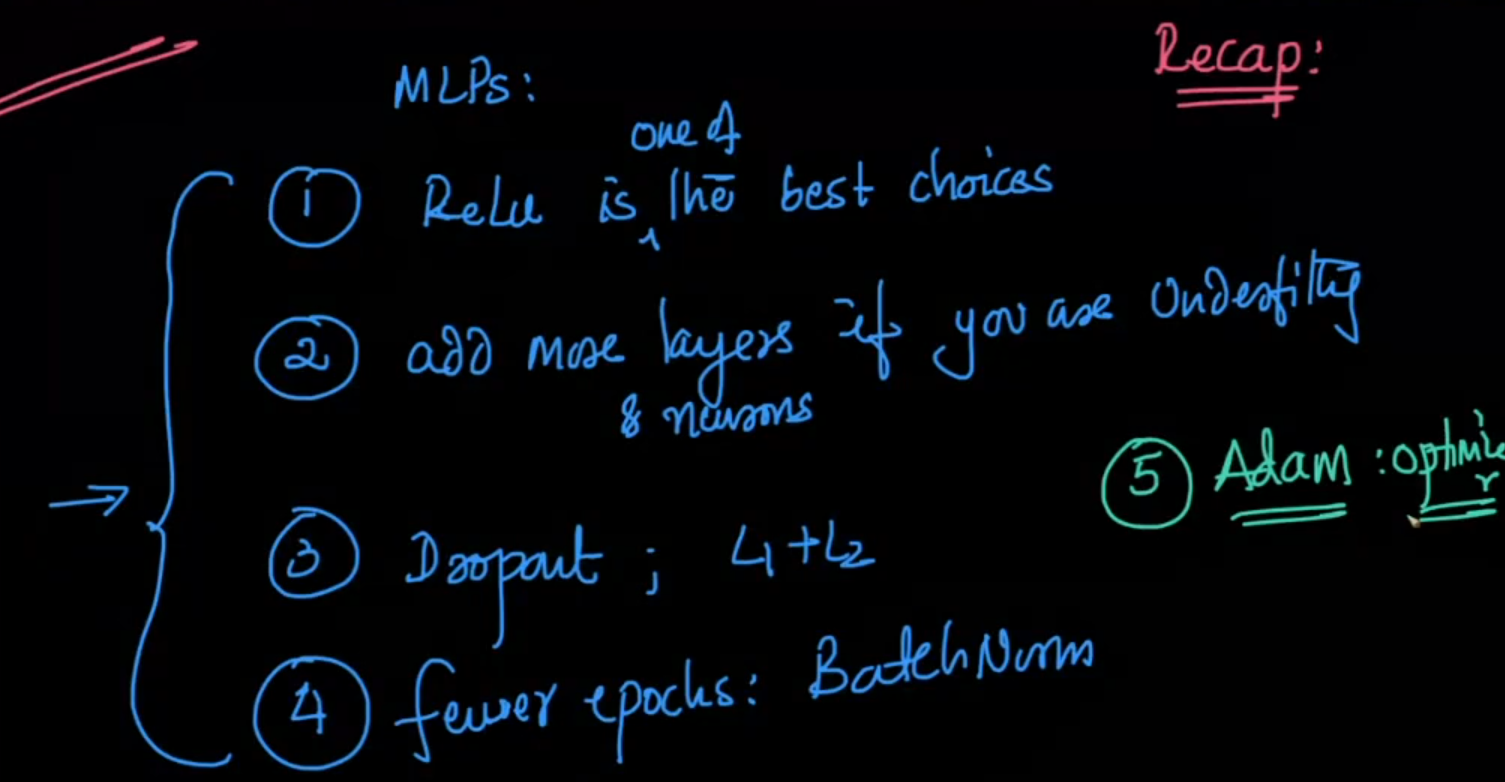 Recap:
MLPs:
one of
① Relu is ‸ the best choices
② add more layers if you are Underfitting
& neurons
⑤ Adam : optmize
r
③ Dropout ; L1+L2
④ fewer epochs: BatchNorm